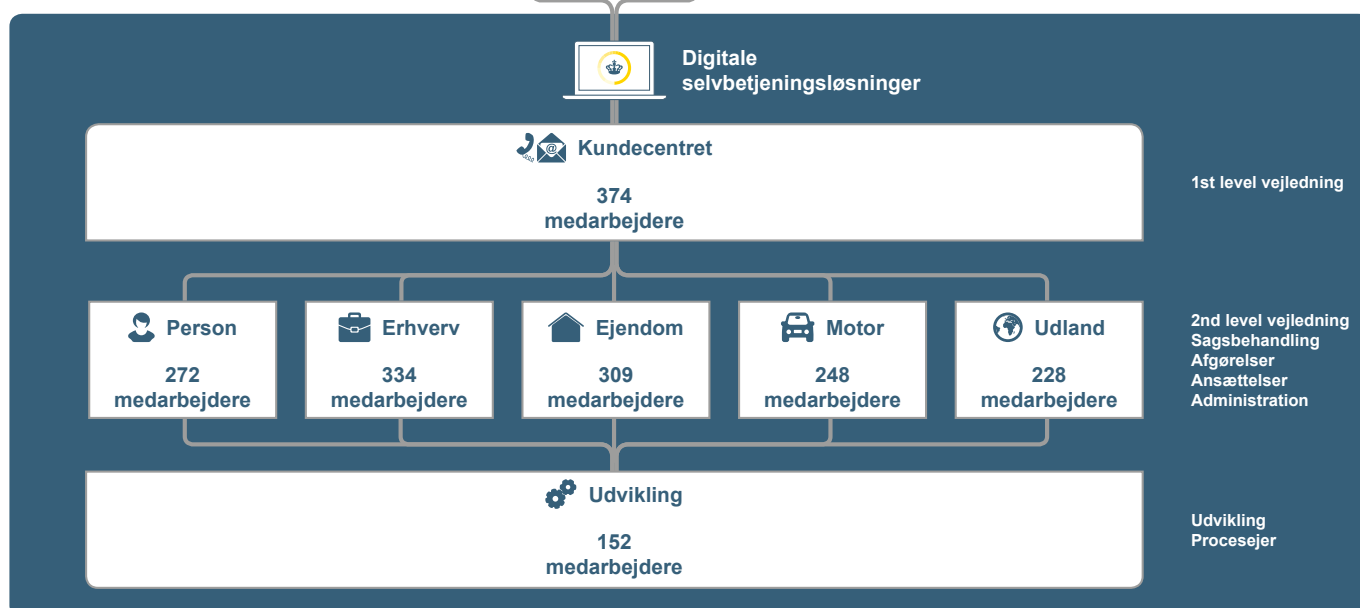 Digitale
selvbetjeningsløsninger
@ Kundecentret
374
medarbejdere
1st level vejledning
Person
272
medarbejdere
Erhverv
334
medarbejdere
Ejendom
309
medarbejdere
Motor
248
medarbejdere
Udland
228
medarbejdere
2nd level vejledning
Sagsbehandling
Afgørelser
Ansættelser
Administration
Udvikling
152
medarbejdere
Udvikling
Procesejer